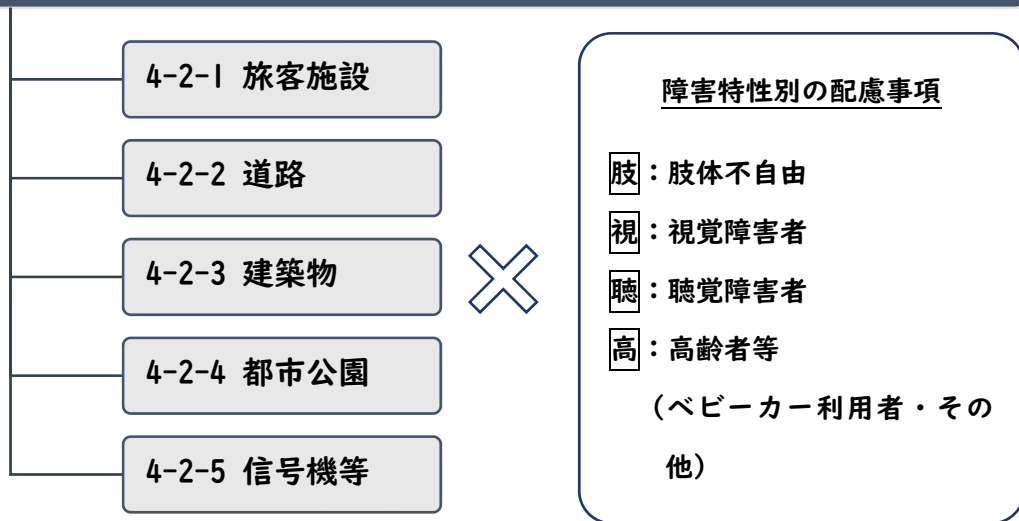 4-2-1 旅客施設
4-2-2 道路
4-2-3 建築物
4-2-4 都市公園
4-2-5 信号機等
障害特性別の配慮事項
肢：肢体不自由
視：視覚障害者
聴：聴覚障害者
高：高齢者等
（ベビーカー利用者・その
他）